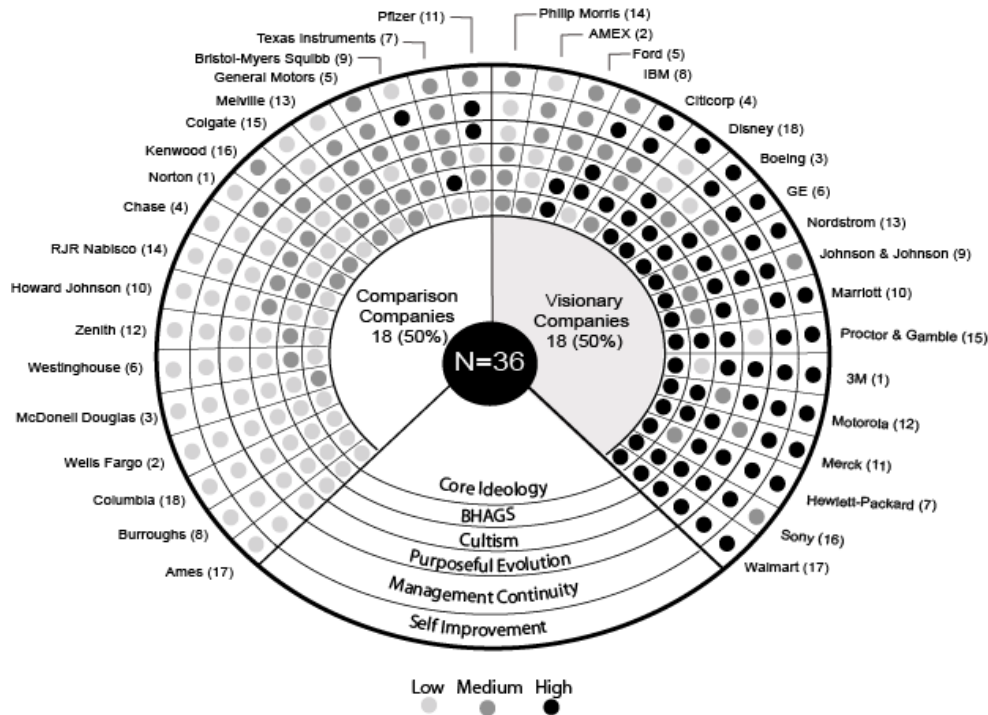 Pfizer (11)
Texas Instruments (7)
Bristol-Myers Squibb (9)
General Motors (5)
Melville (13)
Colgate (15)
Kenwood (16)
Norton (1)
Chase (4)
RJR Nabisco (14)
Howard Johnson (10)
Zenith (12)
Westinghouse (6)
McDonell Douglas (3)
Wells Fargo (2)
Columbia (18)
Burroughs (8)
Ames (17)
Philip Morris (14)
AMEX (2)
Ford (5)
IBM (8)
Citicorp (4)
Disney (18)
Boeing (3)
GE (6)
Nordstrom (13)
Johnson & Johnson (9)
Marriott (10)
Proctor & Gamble (15)
3M (1)
Motorola (12)
Merck (11)
Hewlett-Packard (7)
Sony (16)
Walmart (17)
Comparison
Companies
18 (50%)
Visionary
Companies
18 (50%)
N=36
Core Ideology
BHAGS
Cultism
Purposeful Evolution
Management Continuity
Self Improvement
Low Medium High